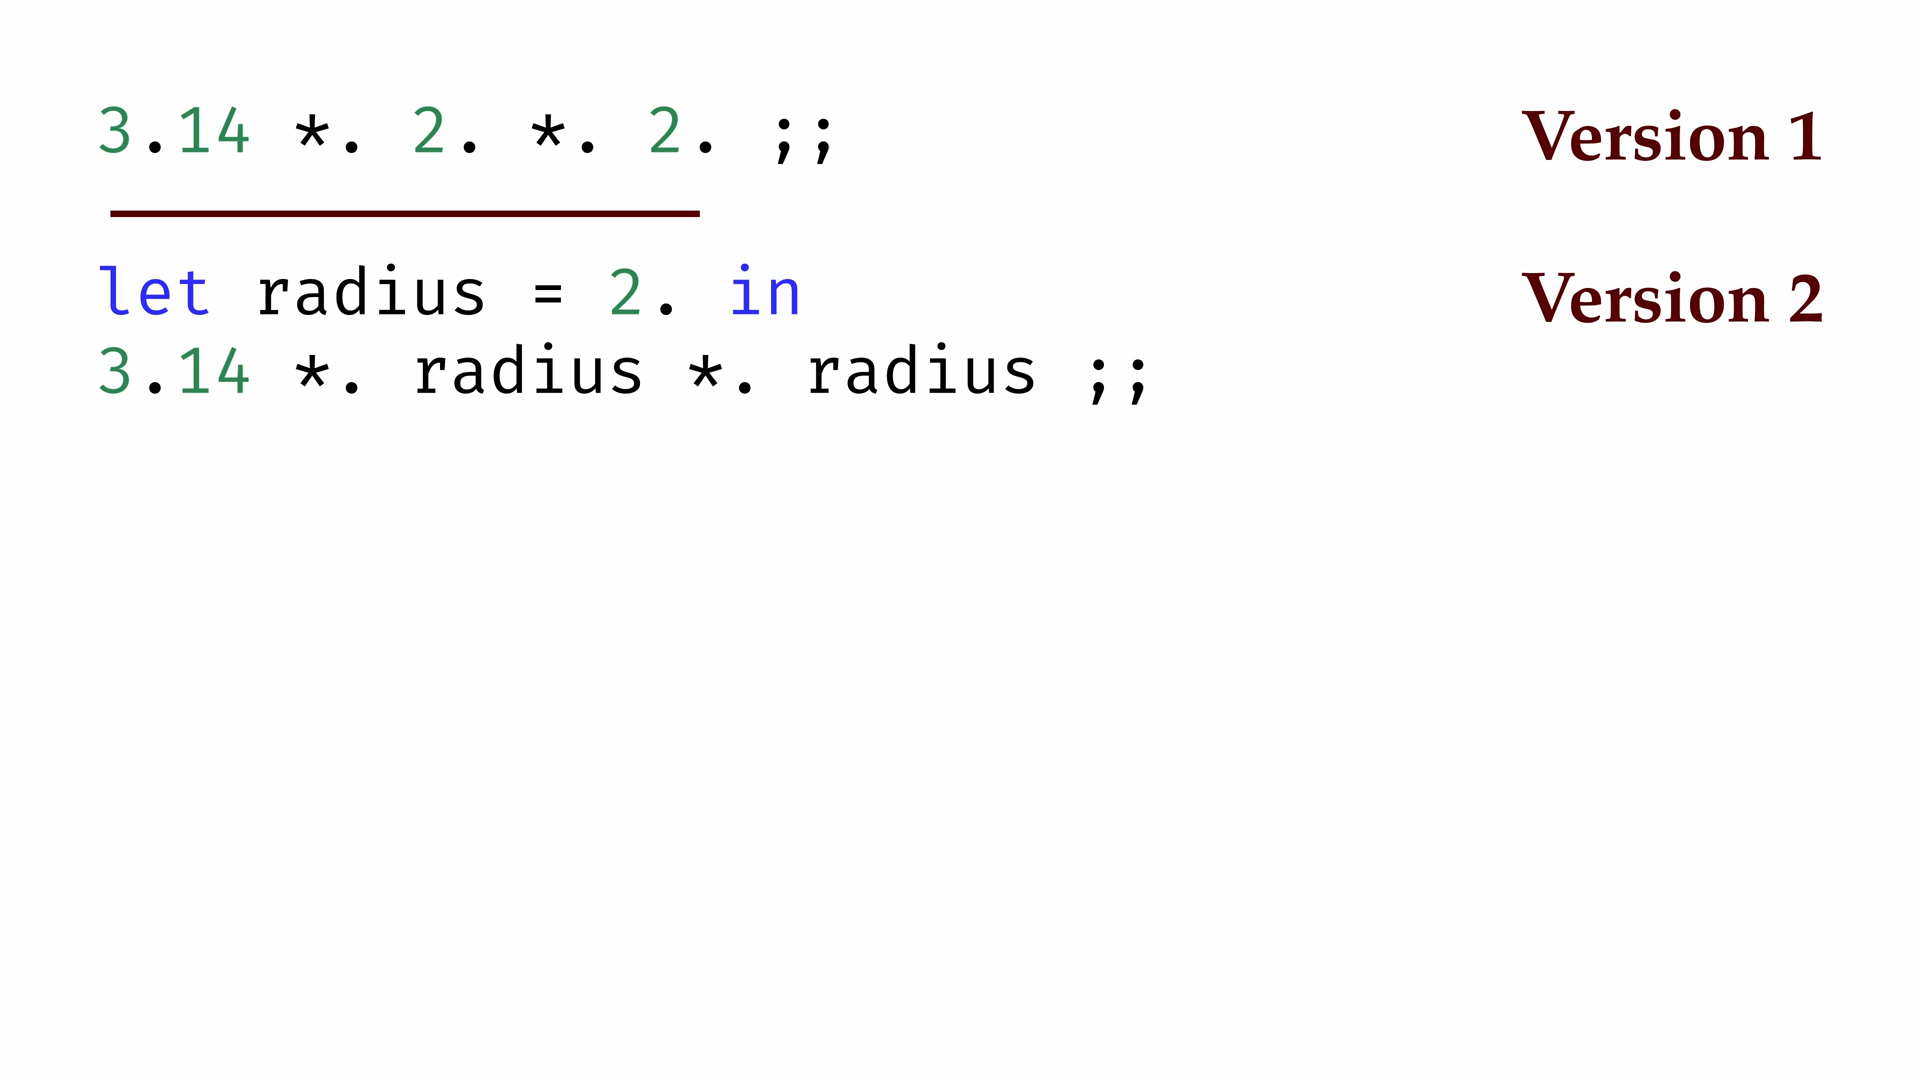 3.14 *. 2. *. 2. ;; Version 1
let radius = 2. in Version 2
3.14 *. radius *. radius ;;